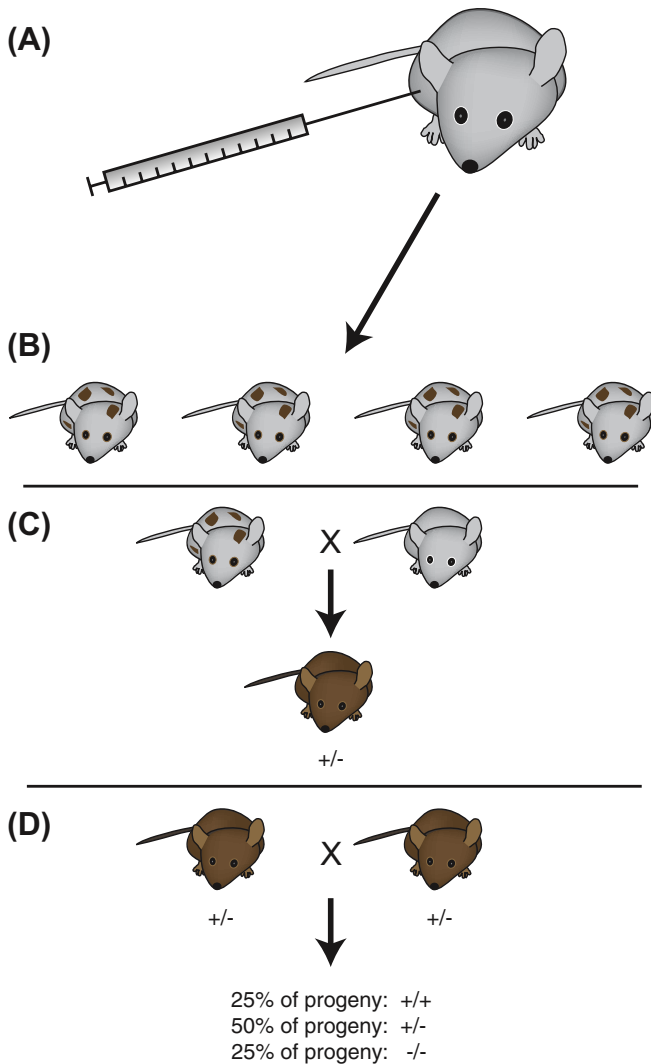 (A)
(B)
(C)
X
+/-
(D)
X
+/- +/-
25% of progeny: +/+
50% of progeny: +/-
25% of progeny: -/-